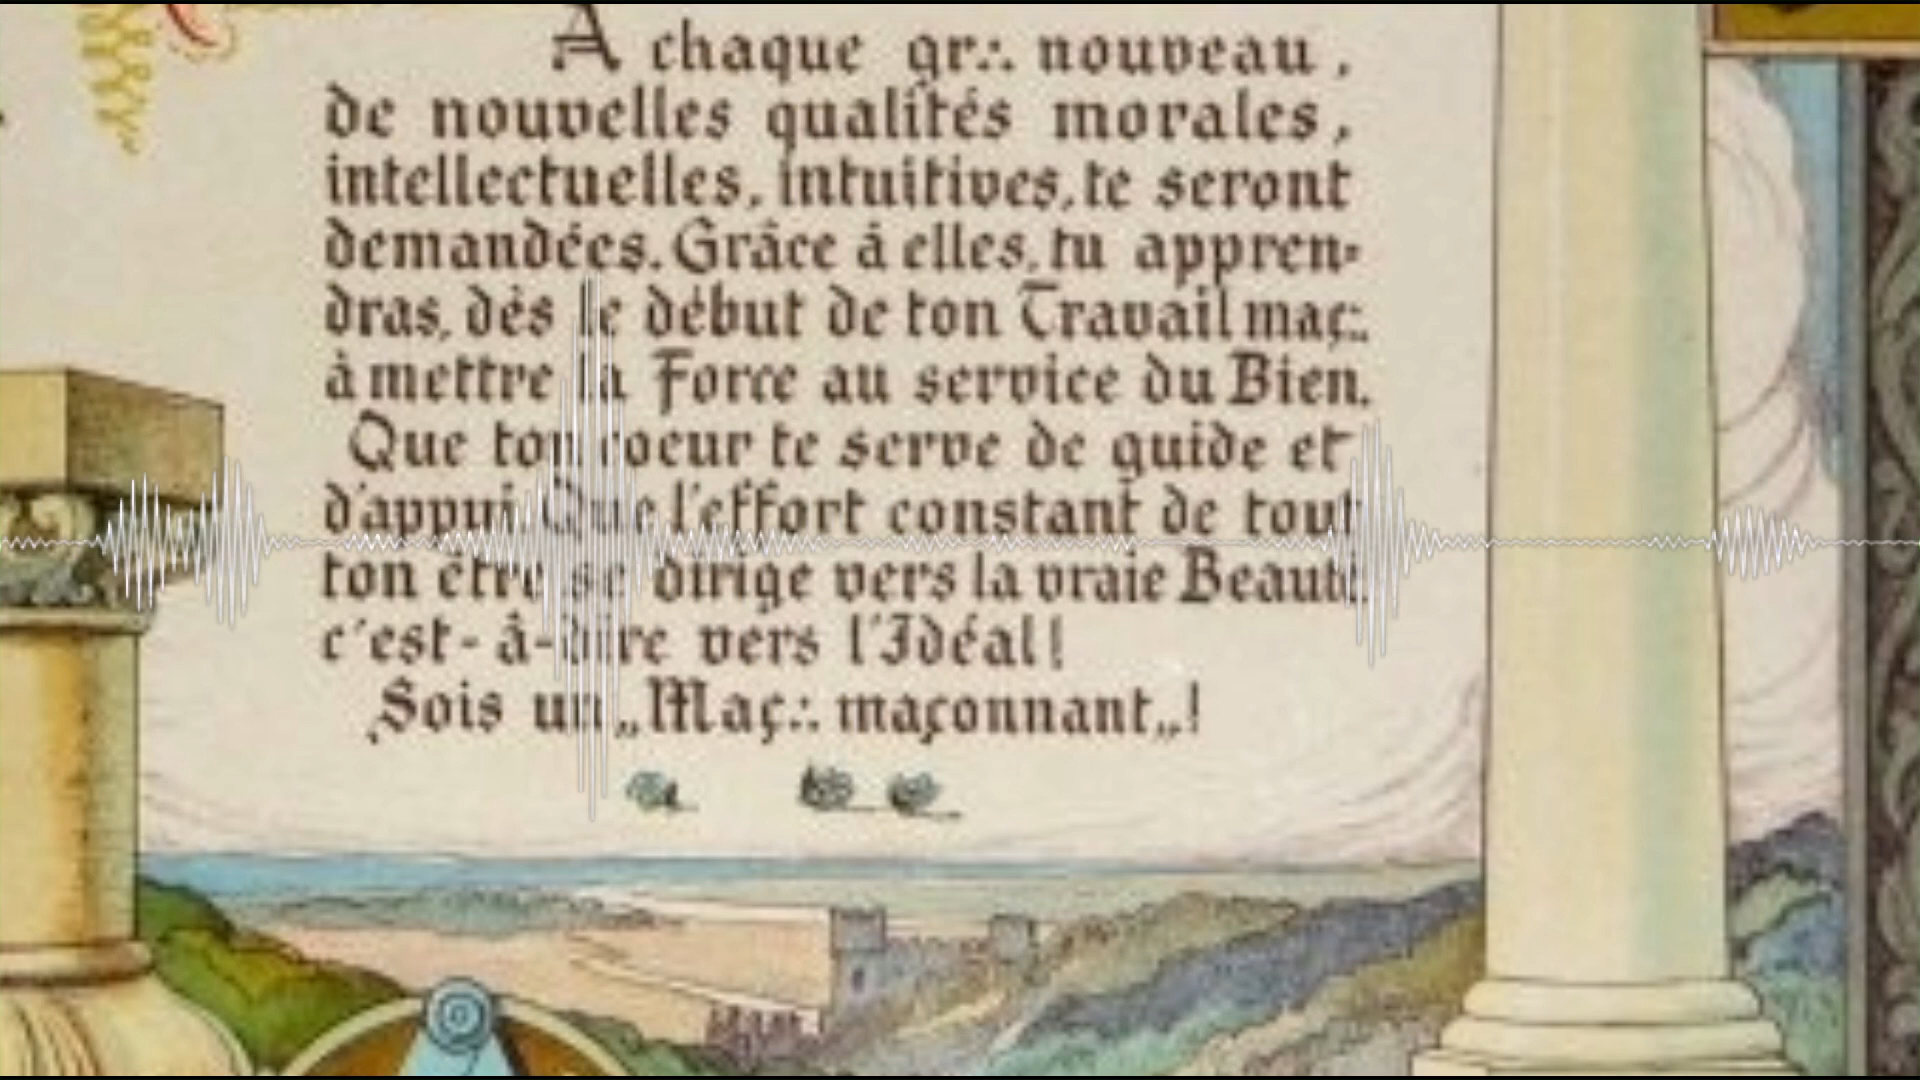 A chaque gr∴ nouveau,
de nouvelles qualités morales,
intellectuelles, intuitives, te seront
demandées. Grâce à elles, tu appren-
dras, dès le début de ton Travail maç∴
à mettre la Force au service du Bien.
Que ton coeur te serve de guide et
d'appui. Que l'effort constant de tout
ton être se dirige vers la vraie Beauté.
c'est-à-dire vers l'Idéal!
Sois un „Maç∴ maçonnant„!